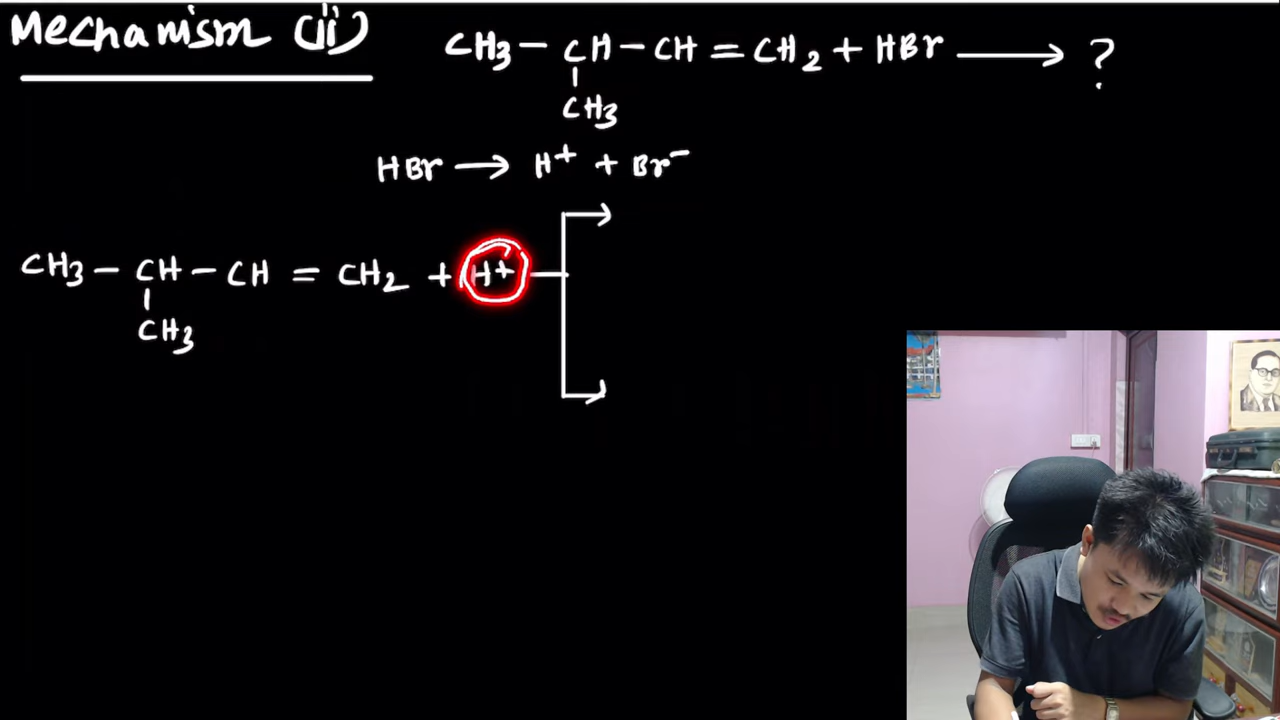 Mechanism (ii)
CH3 - CH - CH = CH2 + HBr ⟶ ?
CH3
HBr ⟶ H+ + Br-
CH3 - CH - CH = CH2 + H+
CH3